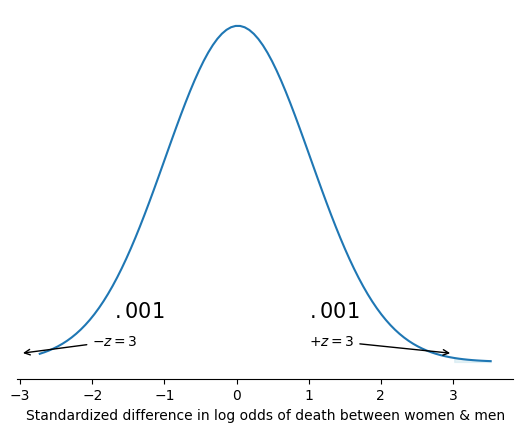 .001 .001
−z = 3 +z = 3
−3 −2 −1 0 1 2 3
Standardized difference in log odds of death between women & men